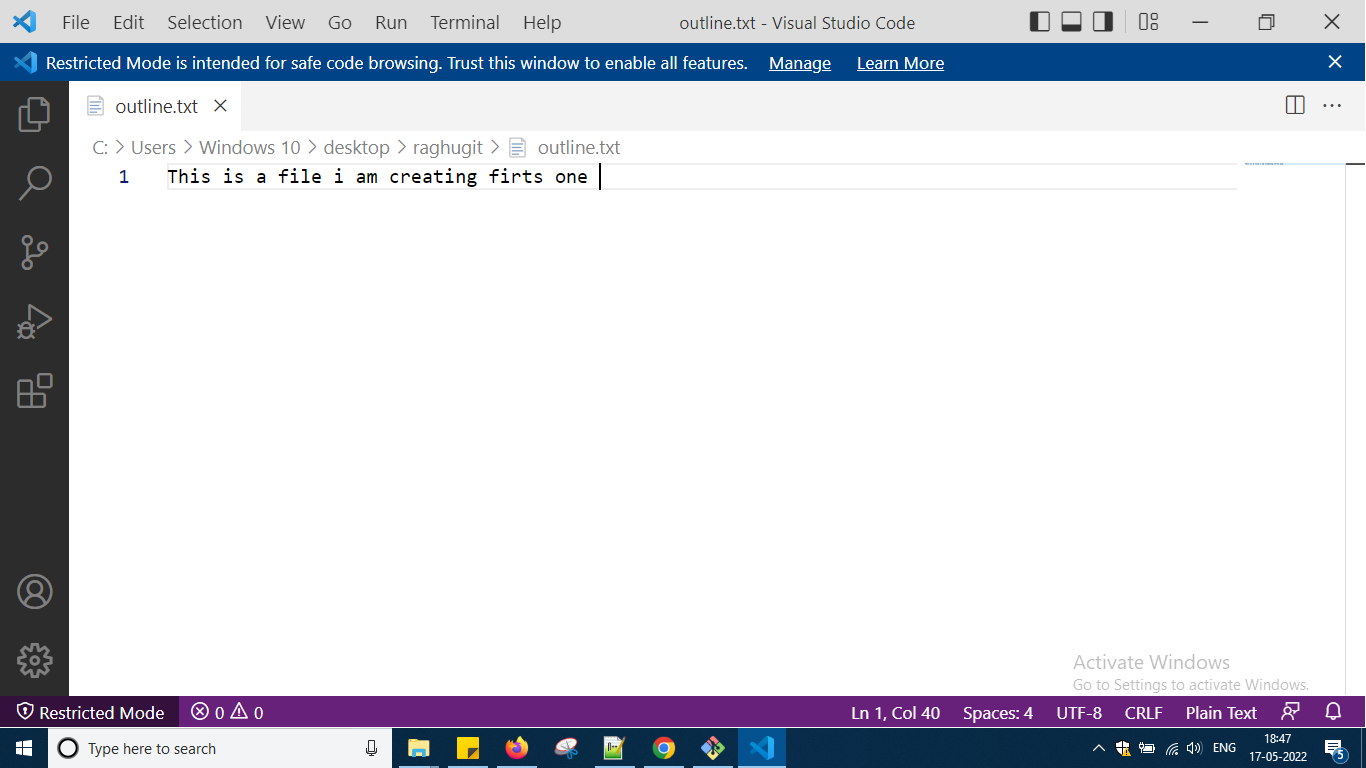 File Edit Selection View Go Run Terminal Help outline.txt - Visual Studio Code
Restricted Mode is intended for safe code browsing. Trust this window to enable all features. Manage Learn More
outline.txt
C: > Users > Windows 10 > desktop > raghugit > outline.txt
1 This is a file i am creating firts one
Activate Windows
Go to Settings to activate Windows.
Restricted Mode 0 0 Ln 1, Col 40 Spaces: 4 UTF-8 CRLF Plain Text
Type here to search ENG 18:47
17-05-2022 5